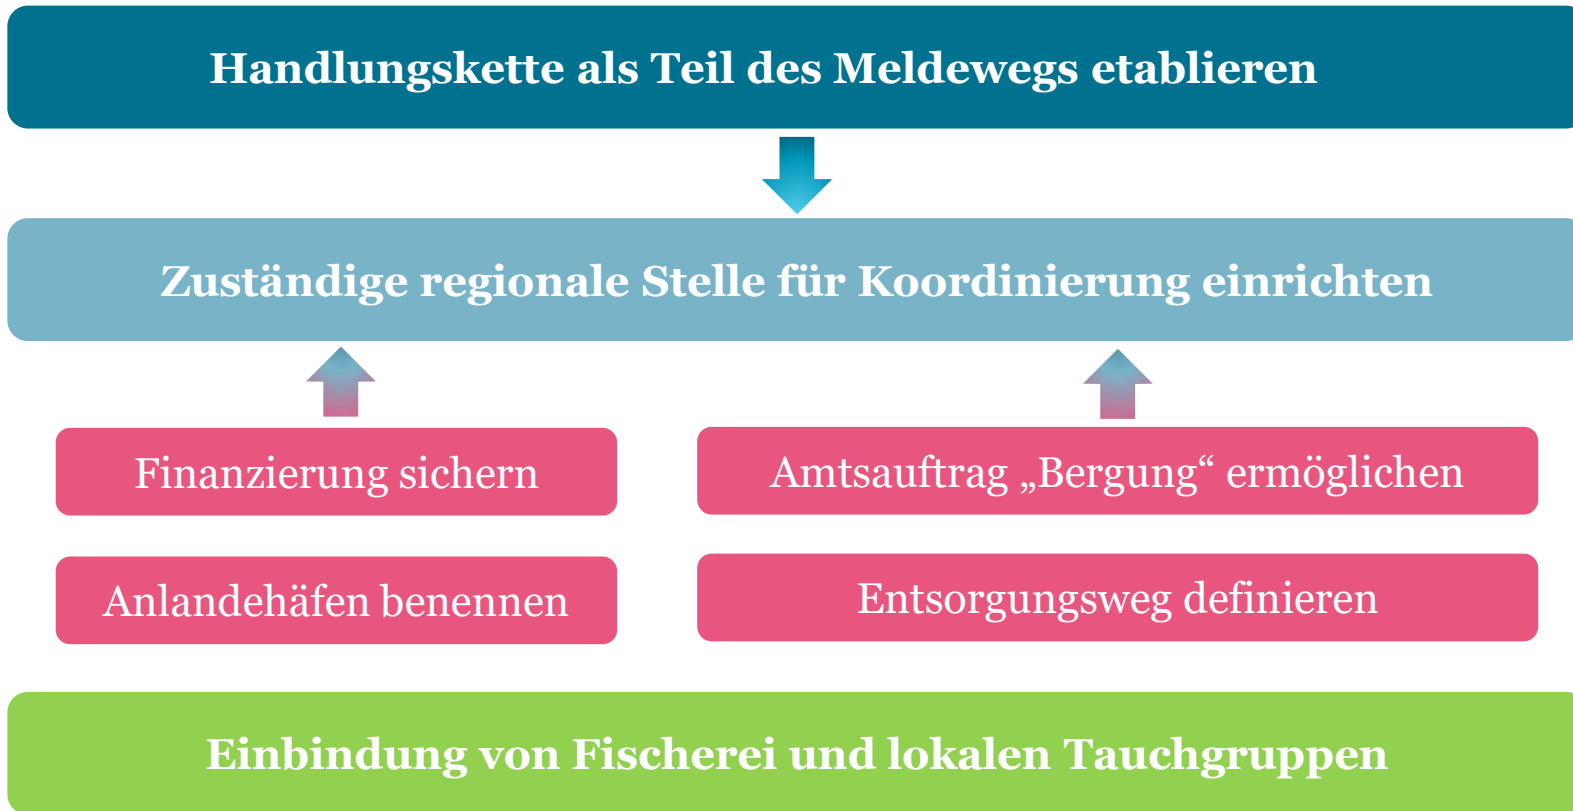 Handlungskette als Teil des Meldewegs etablieren
Zuständige regionale Stelle für Koordinierung einrichten
Finanzierung sichern
Amtsauftrag „Bergung“ ermöglichen
Anlandehäfen benennen
Entsorgungsweg definieren
Einbindung von Fischerei und lokalen Tauchgruppen